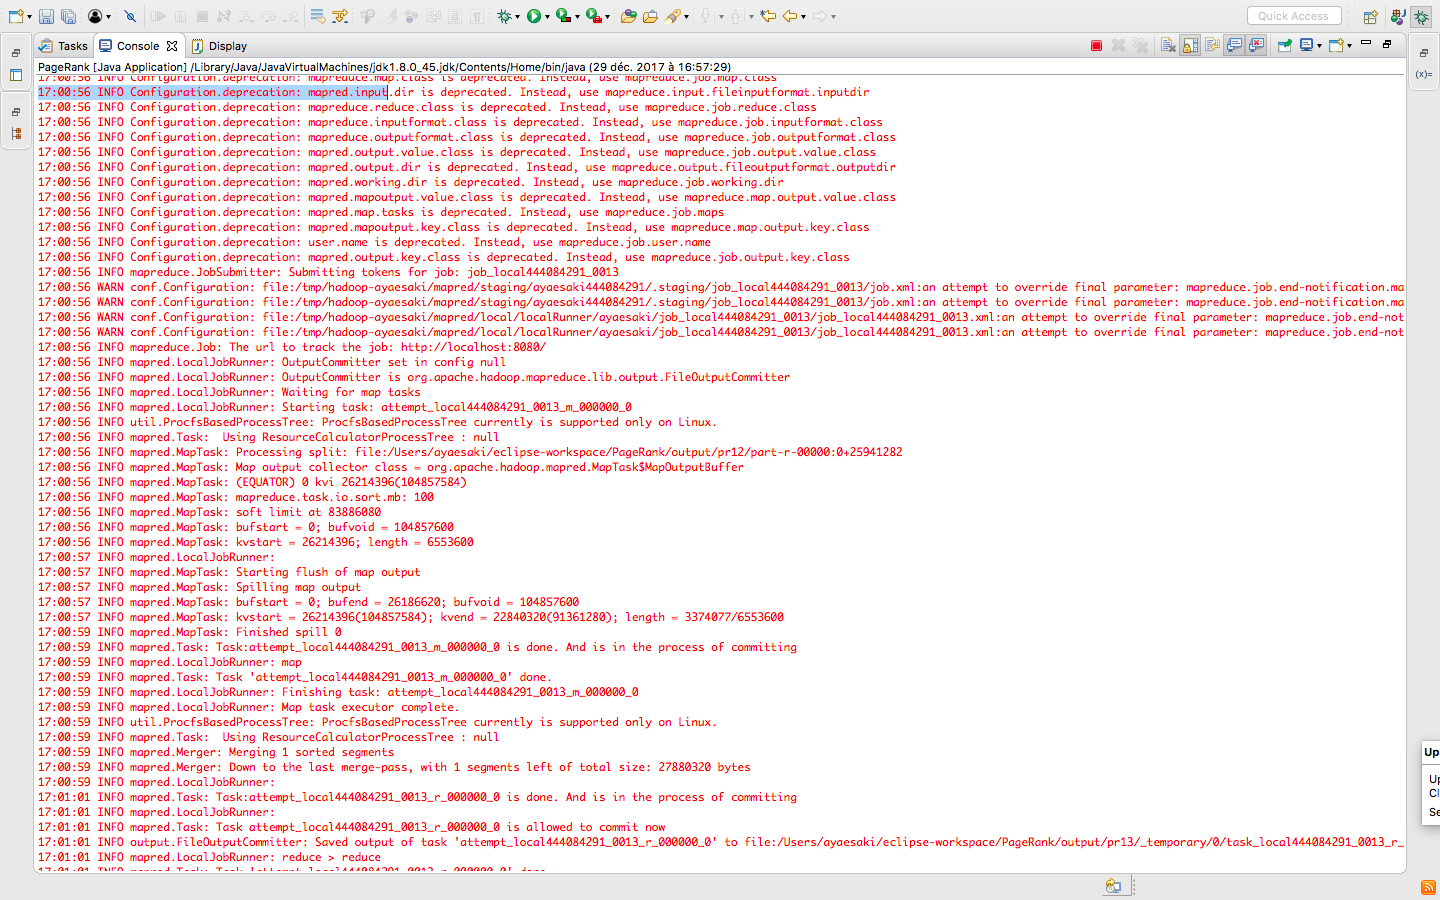 Quick Access
Tasks
Console
Display
PageRank [Java Application] /Library/Java/JavaVirtualMachines/jdk1.8.0_45.jdk/Contents/Home/bin/java (29 déc. 2017 à 16:57:29)
17:00:56 INFO Configuration.deprecation: mapreduce.map.class is deprecated. Instead, use mapreduce.job.map.class
17:00:56 INFO Configuration.deprecation: mapred.input.dir is deprecated. Instead, use mapreduce.input.fileinputformat.inputdir
17:00:56 INFO Configuration.deprecation: mapreduce.reduce.class is deprecated. Instead, use mapreduce.job.reduce.class
17:00:56 INFO Configuration.deprecation: mapreduce.inputformat.class is deprecated. Instead, use mapreduce.job.inputformat.class
17:00:56 INFO Configuration.deprecation: mapreduce.outputformat.class is deprecated. Instead, use mapreduce.job.outputformat.class
17:00:56 INFO Configuration.deprecation: mapred.output.value.class is deprecated. Instead, use mapreduce.job.output.value.class
17:00:56 INFO Configuration.deprecation: mapred.output.dir is deprecated. Instead, use mapreduce.output.fileoutputformat.outputdir
17:00:56 INFO Configuration.deprecation: mapred.working.dir is deprecated. Instead, use mapreduce.job.working.dir
17:00:56 INFO Configuration.deprecation: mapred.mapoutput.value.class is deprecated. Instead, use mapreduce.map.output.value.class
17:00:56 INFO Configuration.deprecation: mapred.map.tasks is deprecated. Instead, use mapreduce.job.maps
17:00:56 INFO Configuration.deprecation: mapred.mapoutput.key.class is deprecated. Instead, use mapreduce.map.output.key.class
17:00:56 INFO Configuration.deprecation: user.name is deprecated. Instead, use mapreduce.job.user.name
17:00:56 INFO Configuration.deprecation: mapred.output.key.class is deprecated. Instead, use mapreduce.job.output.key.class
17:00:56 INFO mapreduce.JobSubmitter: Submitting tokens for job: job_local444084291_0013
17:00:56 WARN conf.Configuration: file:/tmp/hadoop-ayaesaki/mapred/staging/ayaesaki444084291/.staging/job_local444084291_0013/job.xml:an attempt to override final parameter: mapreduce.job.end-notification.ma
17:00:56 WARN conf.Configuration: file:/tmp/hadoop-ayaesaki/mapred/staging/ayaesaki444084291/.staging/job_local444084291_0013/job.xml:an attempt to override final parameter: mapreduce.job.end-notification.ma
17:00:56 WARN conf.Configuration: file:/tmp/hadoop-ayaesaki/mapred/local/localRunner/ayaesaki/job_local444084291_0013/job_local444084291_0013.xml:an attempt to override final parameter: mapreduce.job.end-not
17:00:56 WARN conf.Configuration: file:/tmp/hadoop-ayaesaki/mapred/local/localRunner/ayaesaki/job_local444084291_0013/job_local444084291_0013.xml:an attempt to override final parameter: mapreduce.job.end-not
17:00:56 INFO mapreduce.Job: The url to track the job: http://localhost:8080/
17:00:56 INFO mapred.LocalJobRunner: OutputCommitter set in config null
17:00:56 INFO mapred.LocalJobRunner: OutputCommitter is org.apache.hadoop.mapreduce.lib.output.FileOutputCommitter
17:00:56 INFO mapred.LocalJobRunner: Waiting for map tasks
17:00:56 INFO mapred.LocalJobRunner: Starting task: attempt_local444084291_0013_m_000000_0
17:00:56 INFO util.ProcfsBasedProcessTree: ProcfsBasedProcessTree currently is supported only on Linux.
17:00:56 INFO mapred.Task:  Using ResourceCalculatorProcessTree : null
17:00:56 INFO mapred.MapTask: Processing split: file:/Users/ayaesaki/eclipse-workspace/PageRank/output/pr12/part-r-00000:0+25941282
17:00:56 INFO mapred.MapTask: Map output collector class = org.apache.hadoop.mapred.MapTask$MapOutputBuffer
17:00:56 INFO mapred.MapTask: (EQUATOR) 0 kvi 26214396(104857584)
17:00:56 INFO mapred.MapTask: mapreduce.task.io.sort.mb: 100
17:00:56 INFO mapred.MapTask: soft limit at 83886080
17:00:56 INFO mapred.MapTask: bufstart = 0; bufvoid = 104857600
17:00:56 INFO mapred.MapTask: kvstart = 26214396; length = 6553600
17:00:57 INFO mapred.LocalJobRunner:
17:00:57 INFO mapred.MapTask: Starting flush of map output
17:00:57 INFO mapred.MapTask: Spilling map output
17:00:57 INFO mapred.MapTask: bufstart = 0; bufend = 26186620; bufvoid = 104857600
17:00:57 INFO mapred.MapTask: kvstart = 26214396(104857584); kvend = 22840320(91361280); length = 3374077/6553600
17:00:59 INFO mapred.MapTask: Finished spill 0
17:00:59 INFO mapred.Task: Task:attempt_local444084291_0013_m_000000_0 is done. And is in the process of committing
17:00:59 INFO mapred.LocalJobRunner: map
17:00:59 INFO mapred.Task: Task 'attempt_local444084291_0013_m_000000_0' done.
17:00:59 INFO mapred.LocalJobRunner: Finishing task: attempt_local444084291_0013_m_000000_0
17:00:59 INFO mapred.LocalJobRunner: Map task executor complete.
17:00:59 INFO util.ProcfsBasedProcessTree: ProcfsBasedProcessTree currently is supported only on Linux.
17:00:59 INFO mapred.Task:  Using ResourceCalculatorProcessTree : null
17:00:59 INFO mapred.Merger: Merging 1 sorted segments
17:00:59 INFO mapred.Merger: Down to the last merge-pass, with 1 segments left of total size: 27880320 bytes
17:00:59 INFO mapred.LocalJobRunner:
17:01:01 INFO mapred.Task: Task:attempt_local444084291_0013_r_000000_0 is done. And is in the process of committing
17:01:01 INFO mapred.LocalJobRunner:
17:01:01 INFO mapred.Task: Task attempt_local444084291_0013_r_000000_0 is allowed to commit now
17:01:01 INFO output.FileOutputCommitter: Saved output of task 'attempt_local444084291_0013_r_000000_0' to file:/Users/ayaesaki/eclipse-workspace/PageRank/output/pr13/_temporary/0/task_local444084291_0013_r_
17:01:01 INFO mapred.LocalJobRunner: reduce > reduce
17:01:01 INFO mapred.Task: Task 'attempt_local444084291_0013_r_000000_0' done.
(x)=
Up
Up
Cl
Se